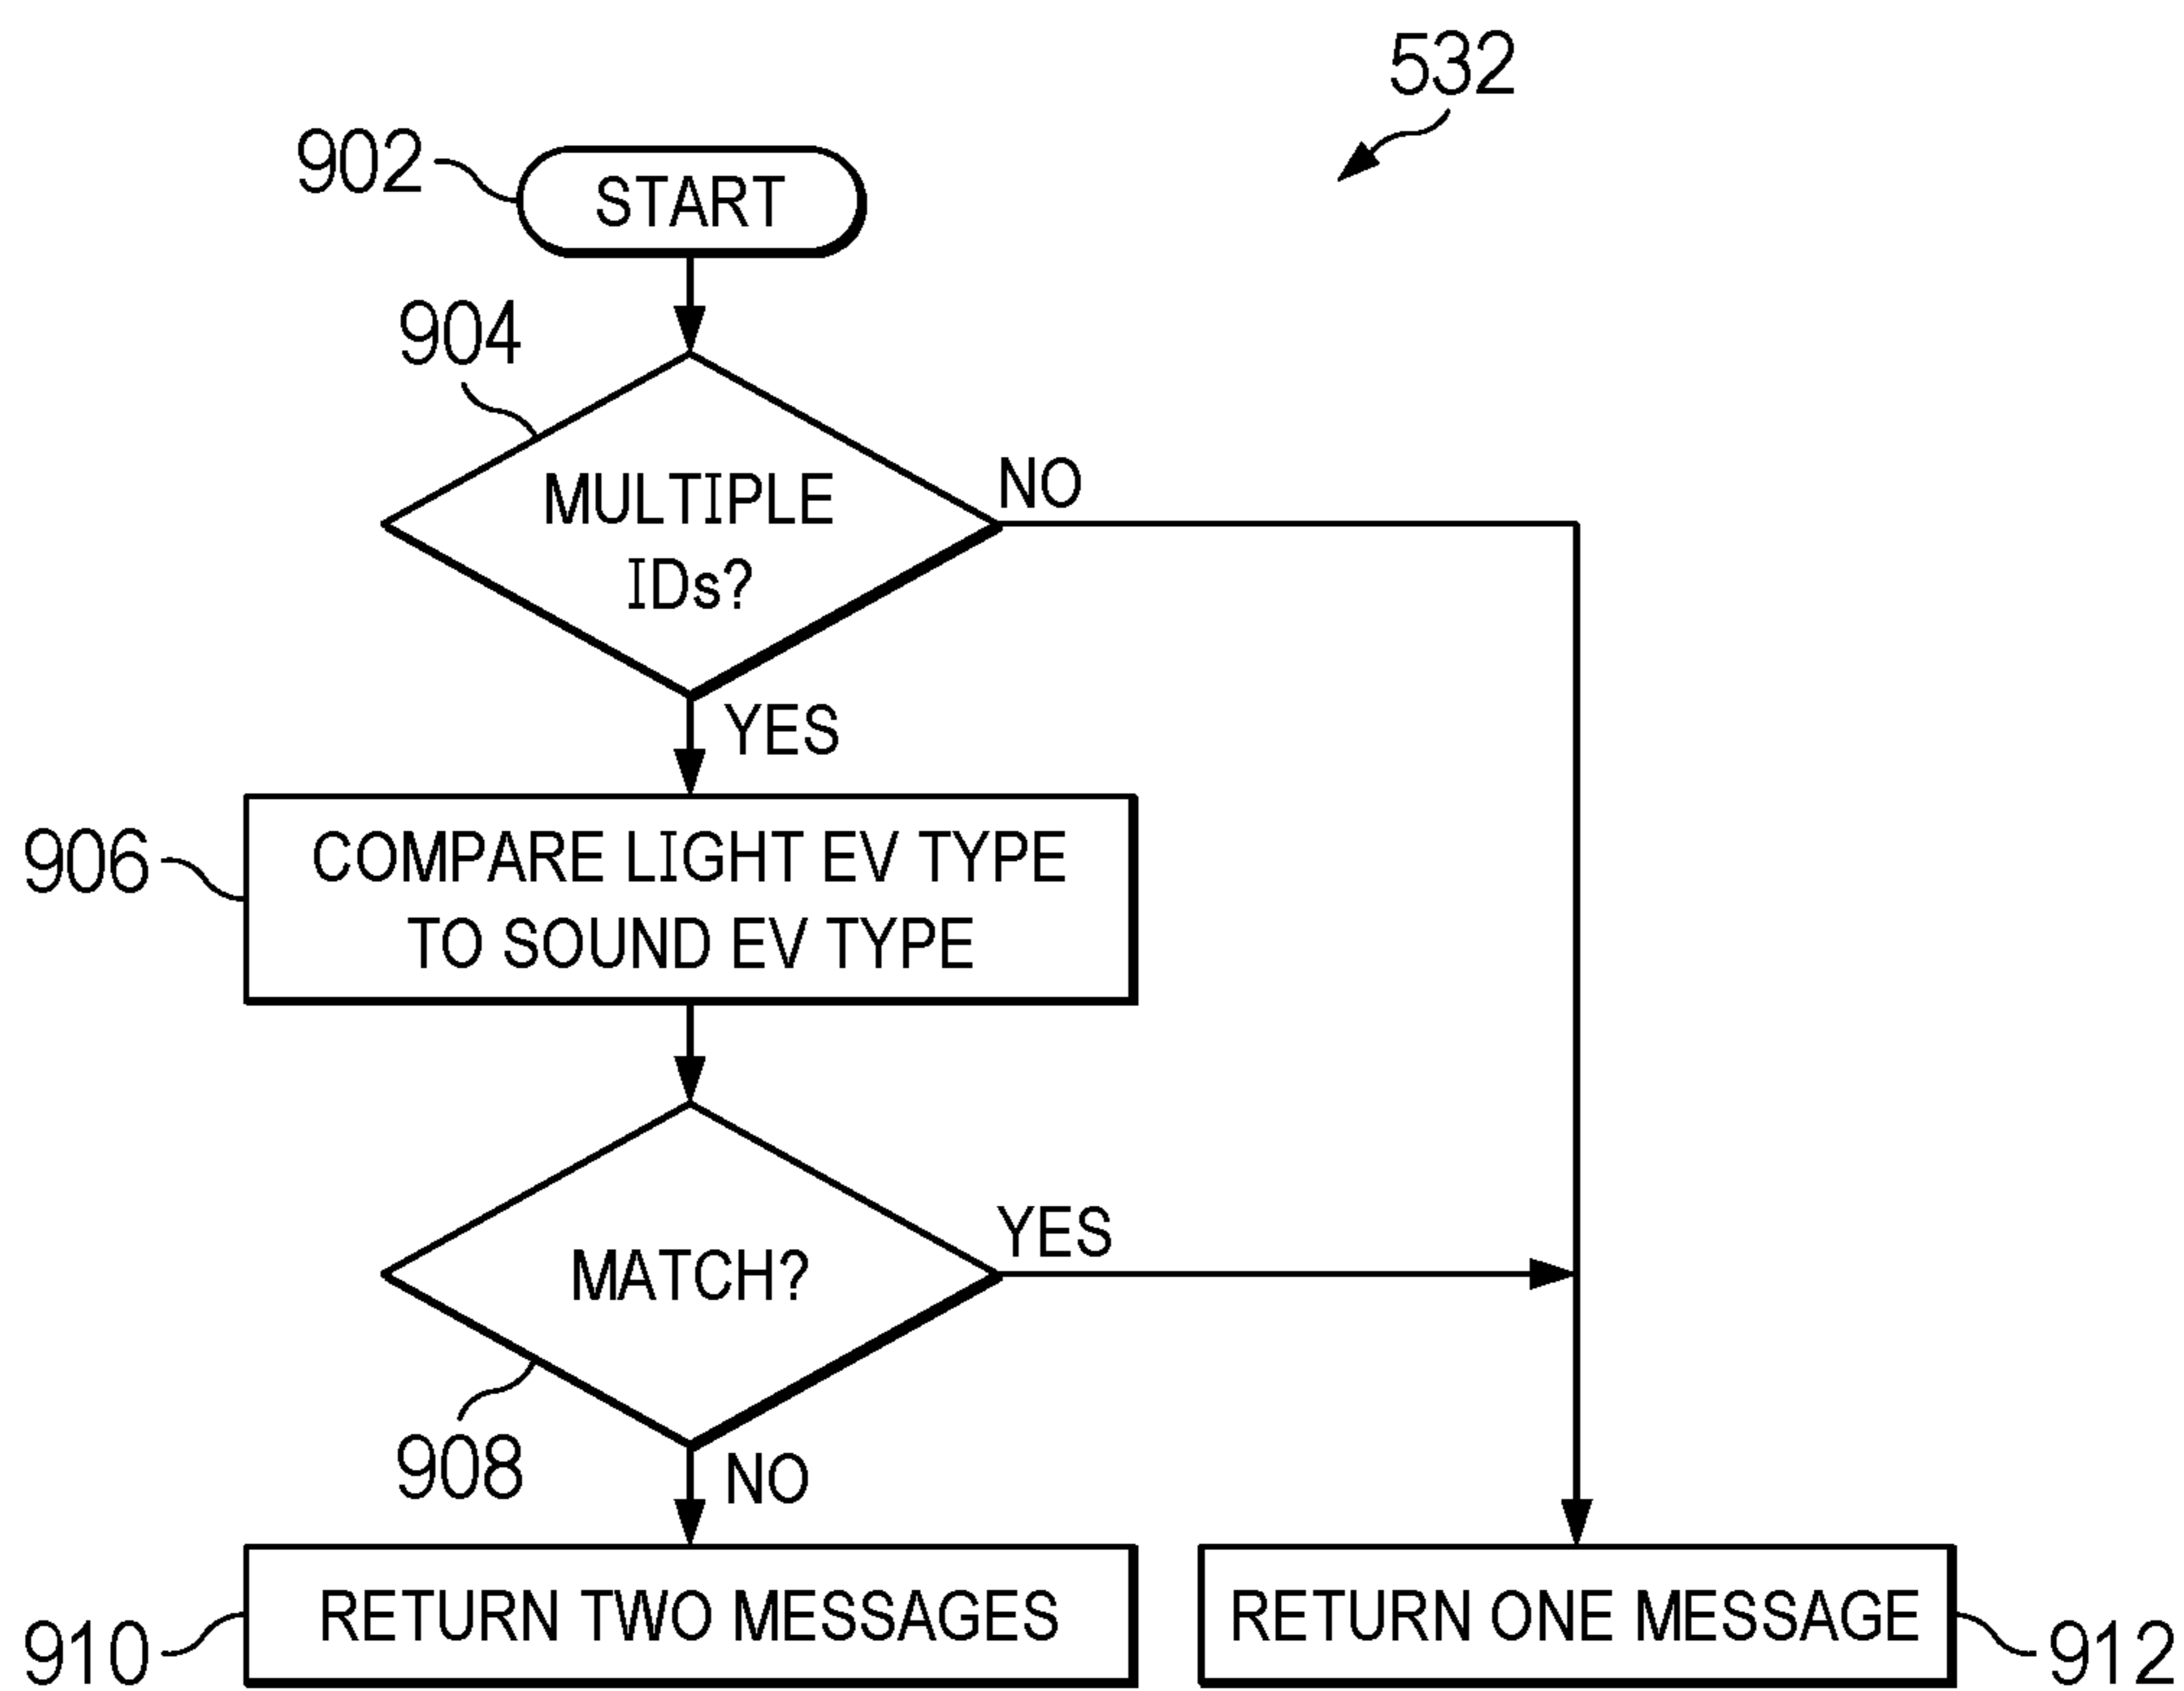 532
902
START
904
MULTIPLE
IDs?
NO
YES
906
COMPARE LIGHT EV TYPE
TO SOUND EV TYPE
MATCH?
YES
908
NO
910
RETURN TWO MESSAGES
RETURN ONE MESSAGE
912